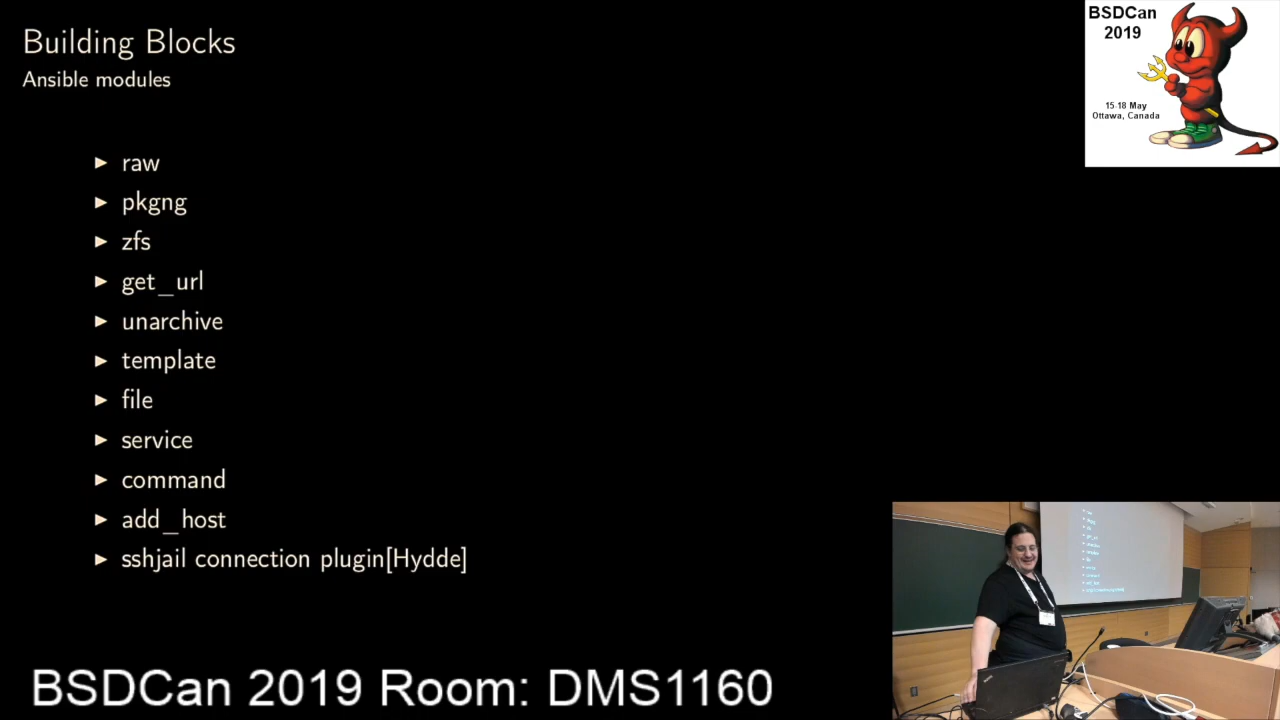 Building Blocks
Ansible modules
► raw
► pkgng
► zfs
► get_url
► unarchive
► template
► file
► service
► command
► add_host
► sshjail connection plugin[Hydde]
BSDCan
2019
15-18 May
Ottawa, Canada
BSDCan 2019 Room: DMS1160